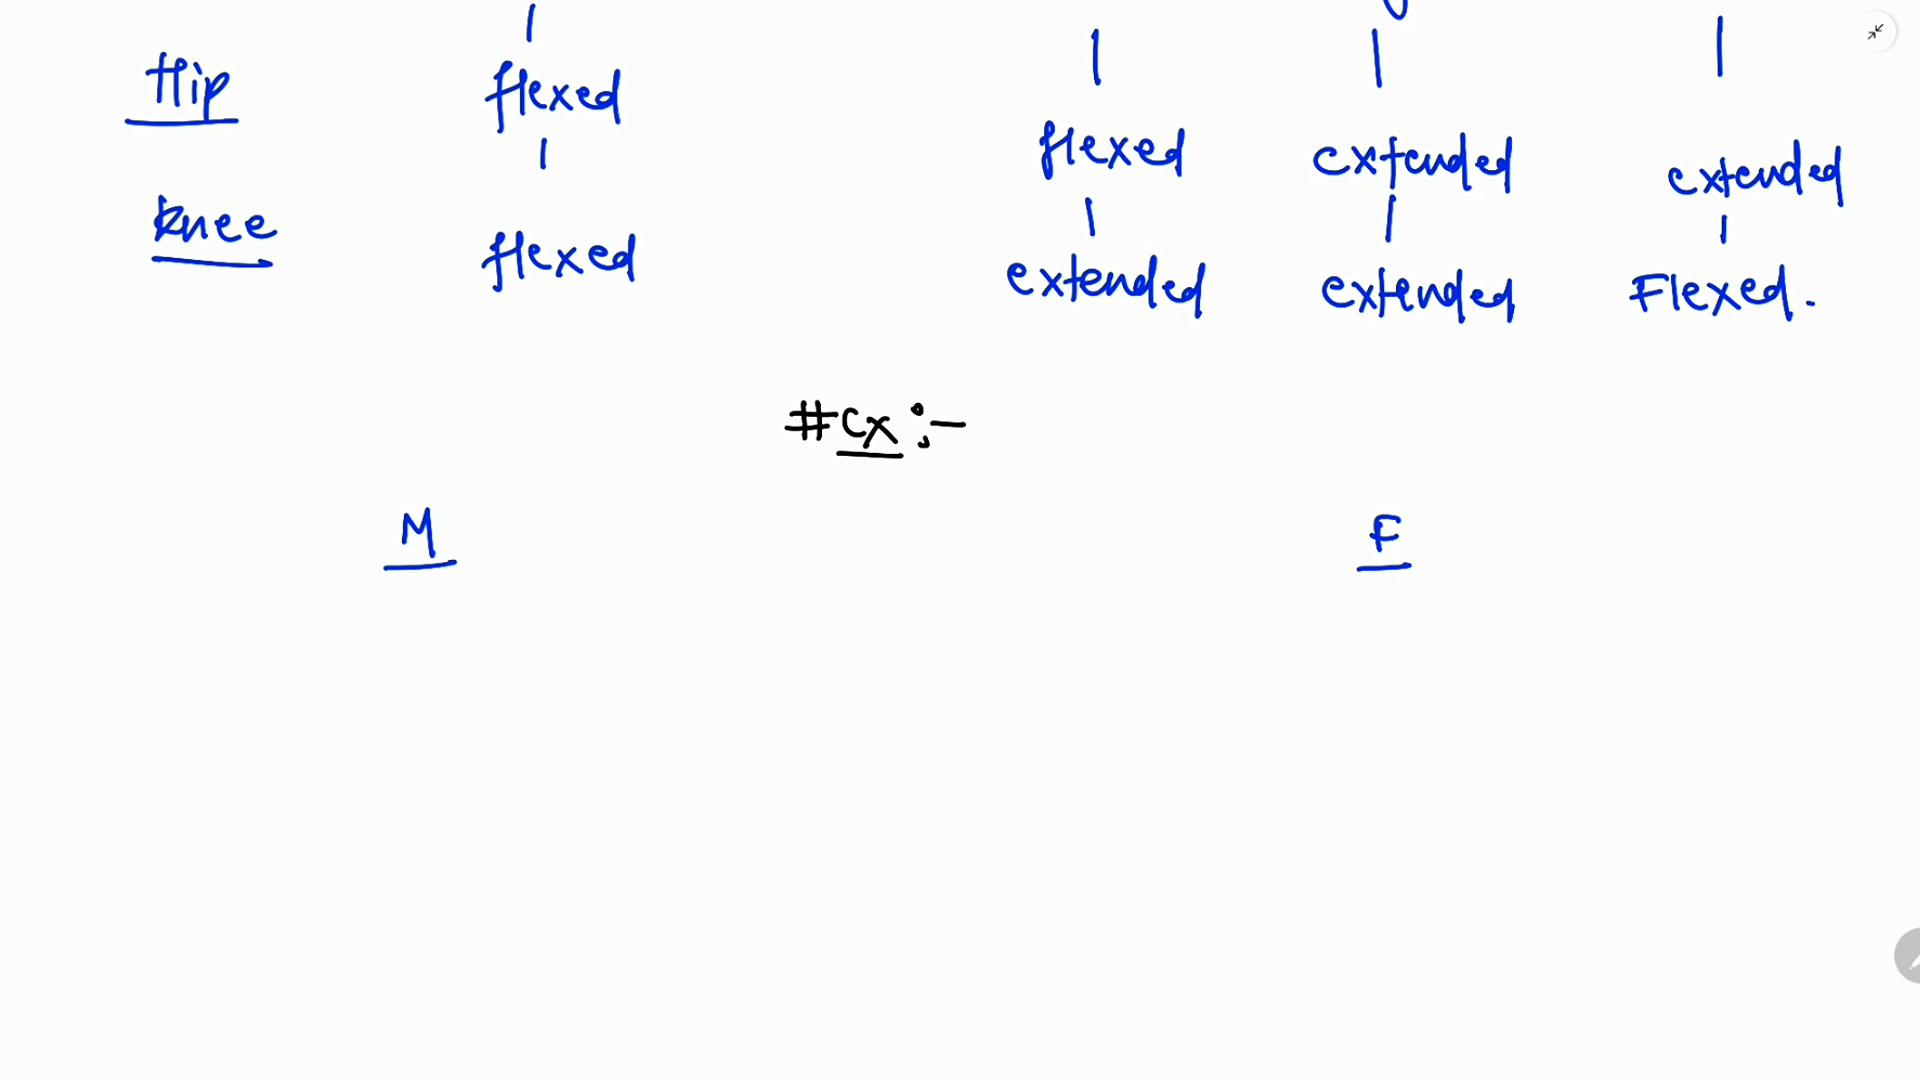 Hip flexed flexed extended extended
knee flexed extended extended Flexed.
#Cx :-
M F